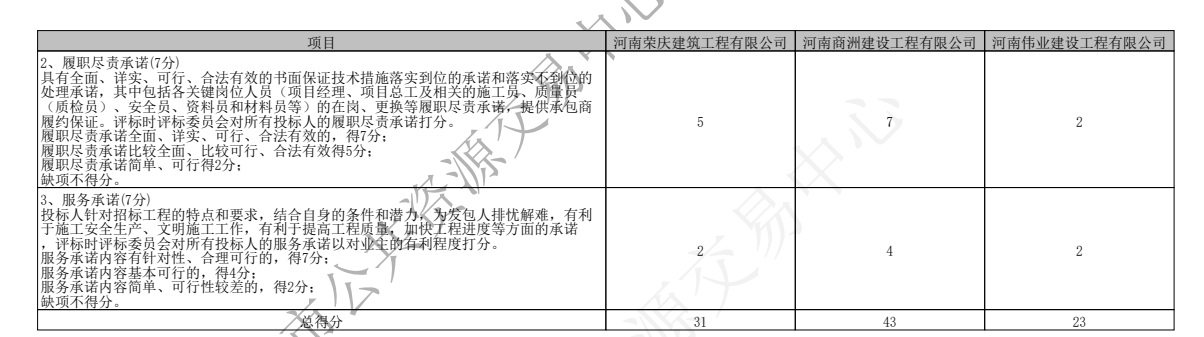 项目 河南荣庆建筑工程有限公司 河南商洲建设工程有限公司 河南伟业建设工程有限公司
2、履职尽责承诺(7分)
具有全面、详实、可行、合法有效的书面保证技术措施落实到位的承诺和落实不到位的
处理承诺，其中包括各关键岗位人员（项目经理、项目总工及相关的施工员、质量员
（质检员）、安全员、资料员和材料员等）的在岗、更换等履职尽责承诺，提供承包商
履约保证。评标时评标委员会对所有投标人的履职尽责承诺打分。
履职尽责承诺全面、详实、可行、合法有效的，得7分；
履职尽责承诺比较全面、比较可行、合法有效得5分；
履职尽责承诺简单、可行得2分；
缺项不得分。
5 7 2
3、服务承诺(7分)
投标人针对招标工程的特点和要求，结合自身的条件和潜力，为发包人排忧解难，有利
于施工安全生产、文明施工工作，有利于提高工程质量，加快工程进度等方面的承诺
，评标时评标委员会对所有投标人的服务承诺以对业主的有利程度打分。
服务承诺内容有针对性、合理可行的，得7分；
服务承诺内容基本可行的，得4分；
服务承诺内容简单、可行性较差的，得2分；
缺项不得分。
2 4 2
总得分 31 43 23
市公共资源交易中心
源交易中心